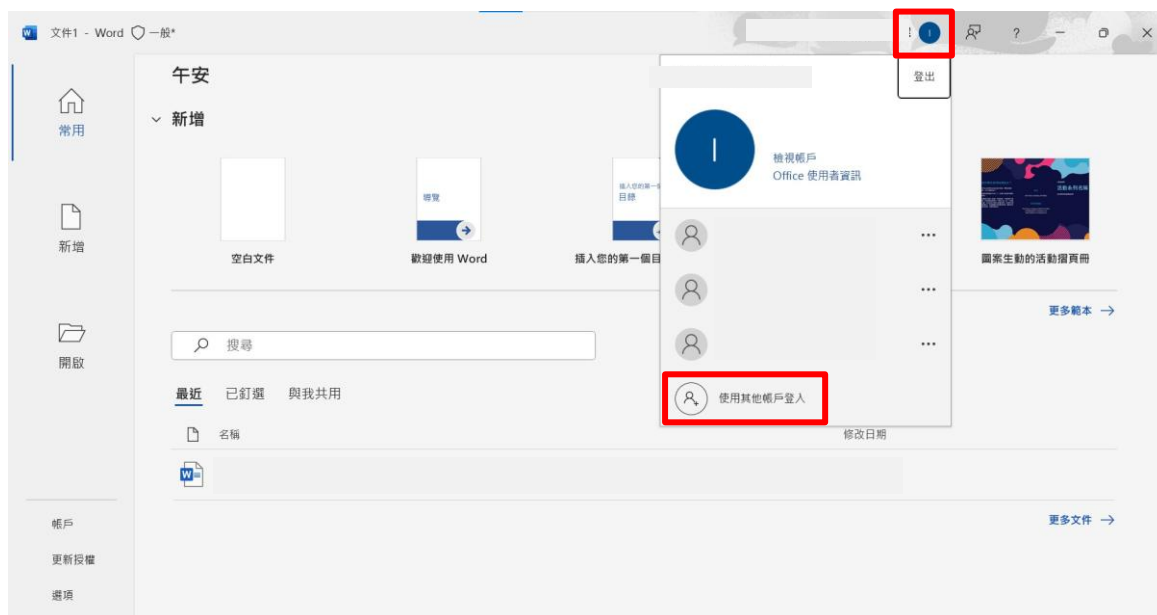 文件1 - Word 一般*
?
登出
午安
常用
新增
I
檢視帳戶
Office 使用者資訊
導覽
插入您的第一個
目錄
新增
空白文件
歡迎使用 Word
插入您的第一個目
圖案生動的活動摺頁冊
更多範本
搜尋
開啟
最近 已釘選 與我共用
使用其他帳戶登入
名稱
修改日期
W
帳戶
更多文件
更新授權
選項